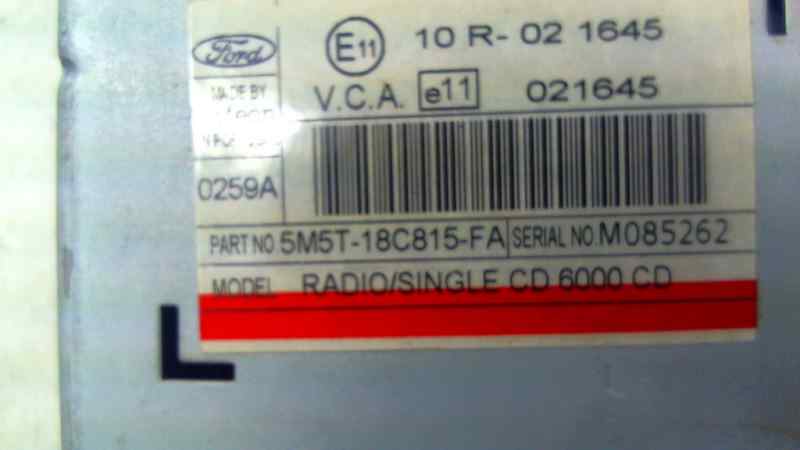 Ford
E11
10 R- 02 1645
MADE BY
V.C.A. e11 021645
0259A
PART NO 5M5T-18C815-FA SERIAL NO. M085262
MODEL RADIO/SINGLE CD 6000 CD